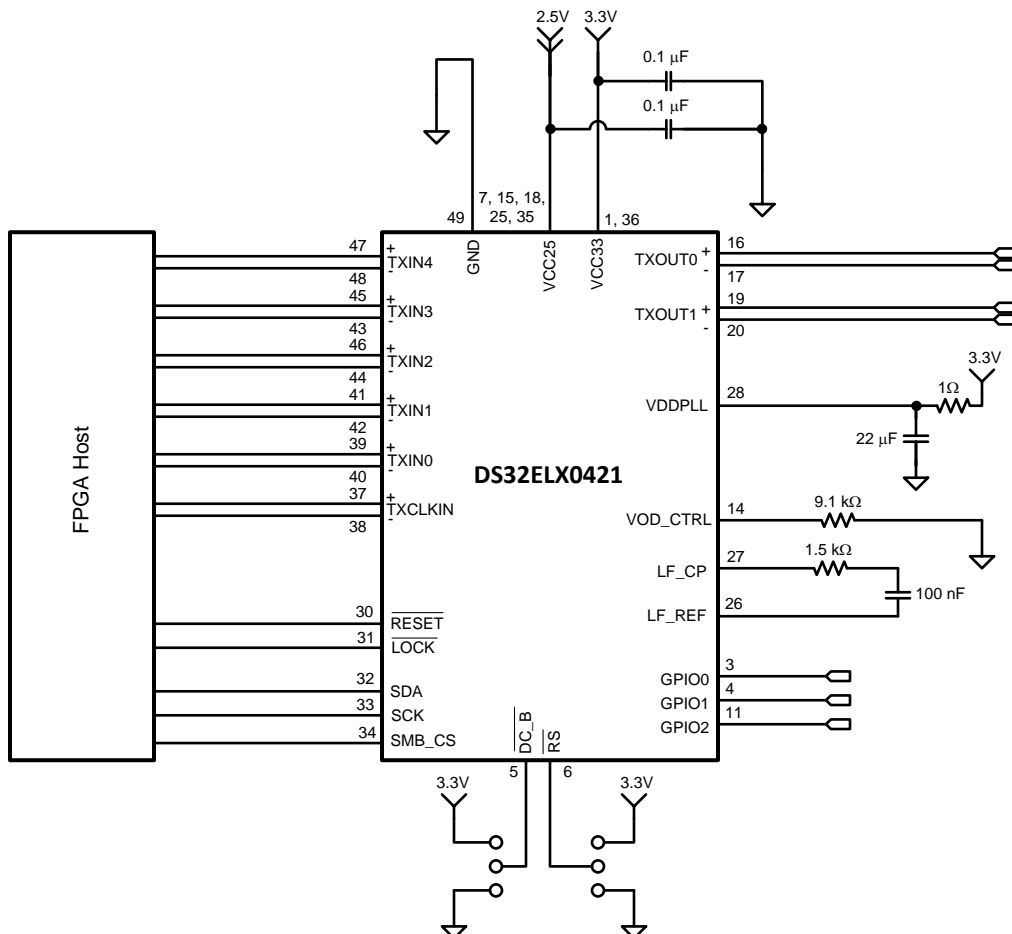 2.5V
3.3V
0.1 μF
0.1 μF
7, 15, 18,
25, 35
49
1, 36
GND
VCC25
VCC33
FPGA Host
47
+
TXIN4
-
48
45
+
TXIN3
-
43
46
+
TXIN2
-
44
41
+
TXIN1
-
42
39
+
TXIN0
-
40
37
+
TXCLKIN
-
38
30
RESET
31
LOCK
32
SDA
33
SCK
34
SMB_CS
DS32ELX0421
16
TXOUT0 +
-
17
19
TXOUT1 +
-
20
3.3V
1Ω
28
VDDPLL
22 μF
9.1 kΩ
14
VOD_CTRL
1.5 kΩ
27
LF_CP
100 nF
26
LF_REF
3
GPIO0
4
GPIO1
11
GPIO2
DC_B
RS
5
6
3.3V
3.3V